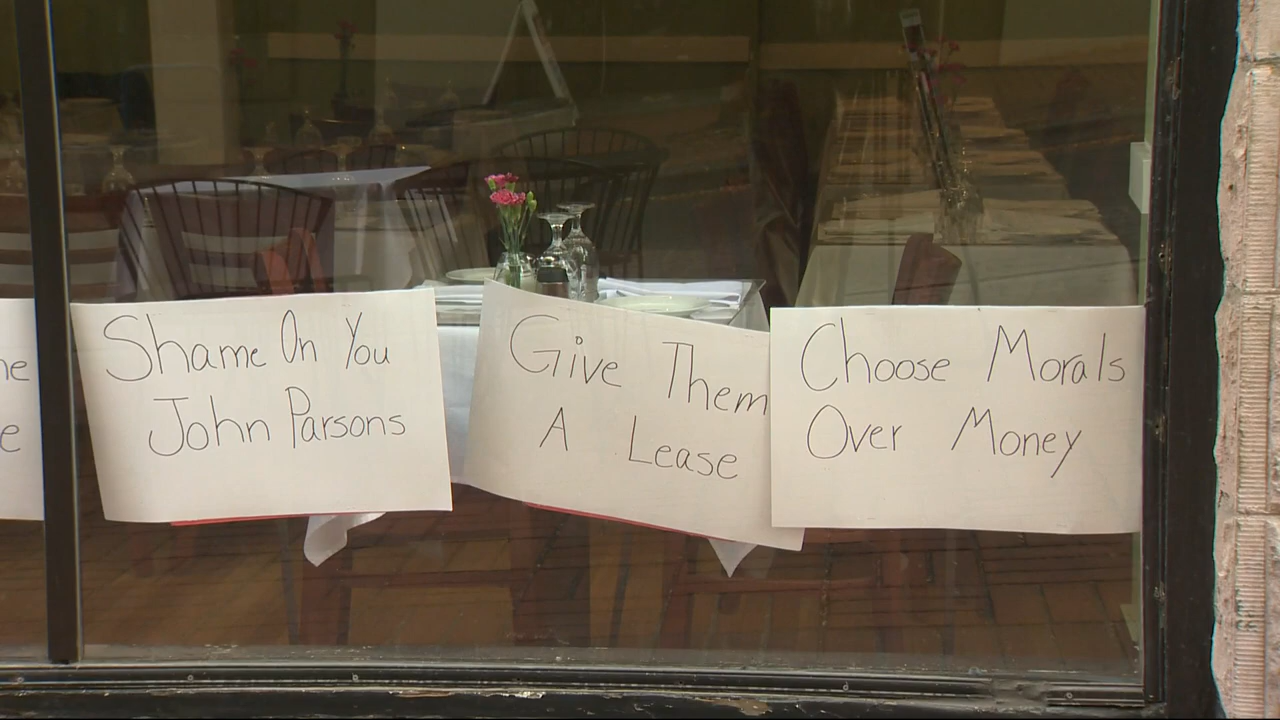 Shame On You
John Parsons
Give Them
A Lease
Choose Morals
Over Money